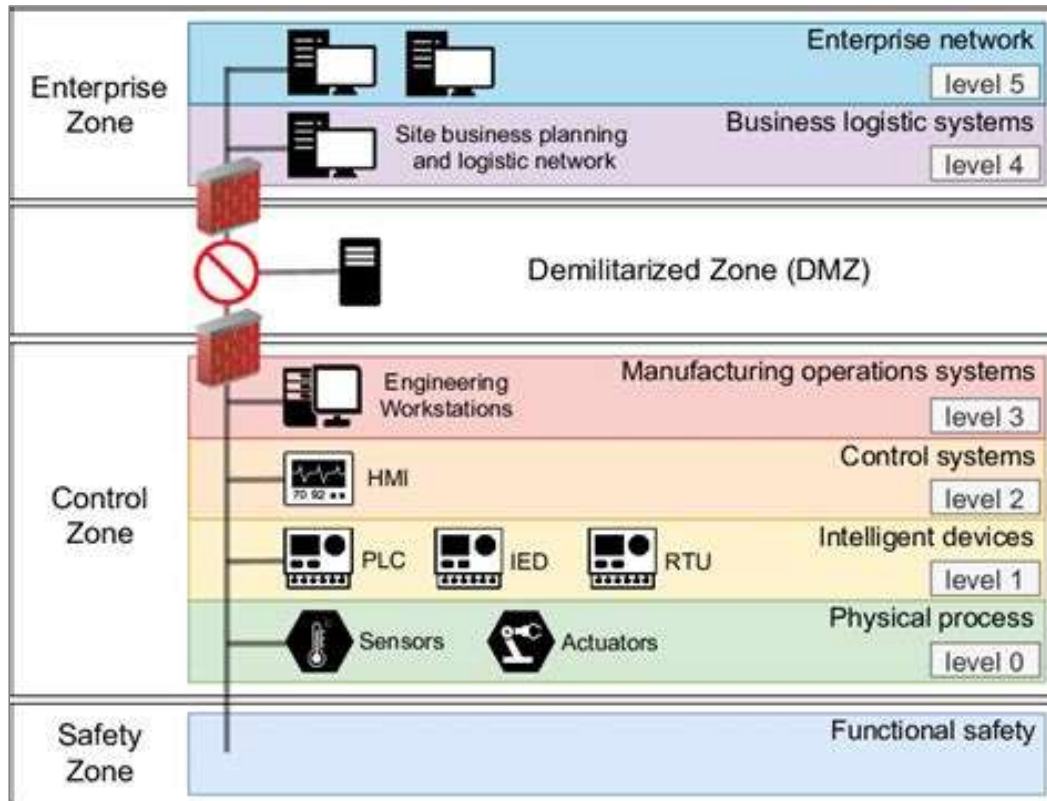 Enterprise
Zone
Enterprise network
level 5
Site business planning
and logistic network
Business logistic systems
level 4
Demilitarized Zone (DMZ)
Control
Zone
Engineering
Workstations
Manufacturing operations systems
level 3
70 92
HMI
Control systems
level 2
PLC
IED
RTU
Intelligent devices
level 1
Sensors
Actuators
Physical process
level 0
Safety
Zone
Functional safety